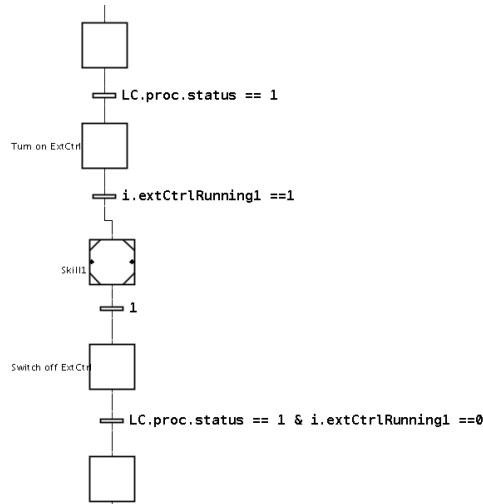 LC.proc.status == 1
Turn on ExtCtrl
i.extCtrlRunning1 ==1
Skill1
1
Switch off ExtCtrl
LC.proc.status == 1 & i.extCtrlRunning1 ==0